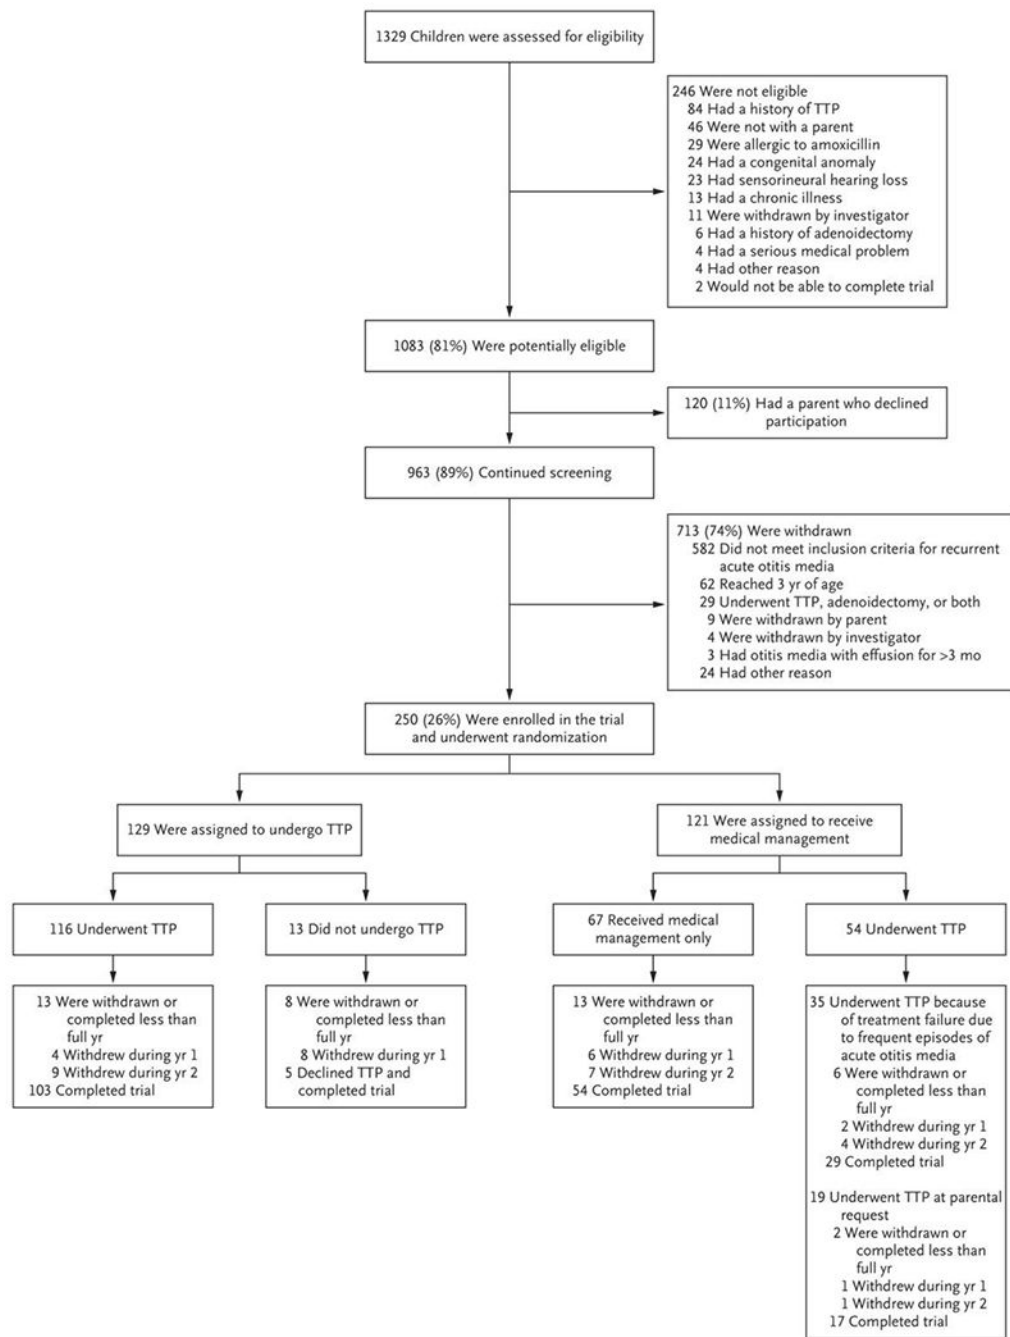 1329 Children were assessed for eligibility
246 Were not eligible
84 Had a history of TTP
46 Were not with a parent
29 Were allergic to amoxicillin
24 Had a congenital anomaly
23 Had sensorineural hearing loss
13 Had a chronic illness
11 Were withdrawn by investigator
6 Had a history of adenoidectomy
4 Had a serious medical problem
4 Had other reason
2 Would not be able to complete trial
1083 (81%) Were potentially eligible
120 (11%) Had a parent who declined
participation
963 (89%) Continued screening
713 (74%) Were withdrawn
582 Did not meet inclusion criteria for recurrent
acute otitis media
62 Reached 3 yr of age
29 Underwent TTP, adenoidectomy, or both
9 Were withdrawn by parent
4 Were withdrawn by investigator
3 Had otitis media with effusion for >3 mo
24 Had other reason
250 (26%) Were enrolled in the trial
and underwent randomization
129 Were assigned to undergo TTP
121 Were assigned to receive
medical management
116 Underwent TTP
13 Did not undergo TTP
67 Received medical
management only
54 Underwent TTP
13 Were withdrawn or
completed less than
full yr
4 Withdrew during yr 1
9 Withdrew during yr 2
103 Completed trial
8 Were withdrawn or
completed less than
full yr
8 Withdrew during yr 1
5 Declined TTP and
completed trial
13 Were withdrawn or
completed less than
full yr
6 Withdrew during yr 1
7 Withdrew during yr 2
54 Completed trial
35 Underwent TTP because
of treatment failure due
to frequent episodes of
acute otitis media
6 Were withdrawn or
completed less than
full yr
2 Withdrew during yr 1
4 Withdrew during yr 2
29 Completed trial
19 Underwent TTP at parental
request
2 Were withdrawn or
completed less than
full yr
1 Withdrew during yr 1
1 Withdrew during yr 2
17 Completed trial